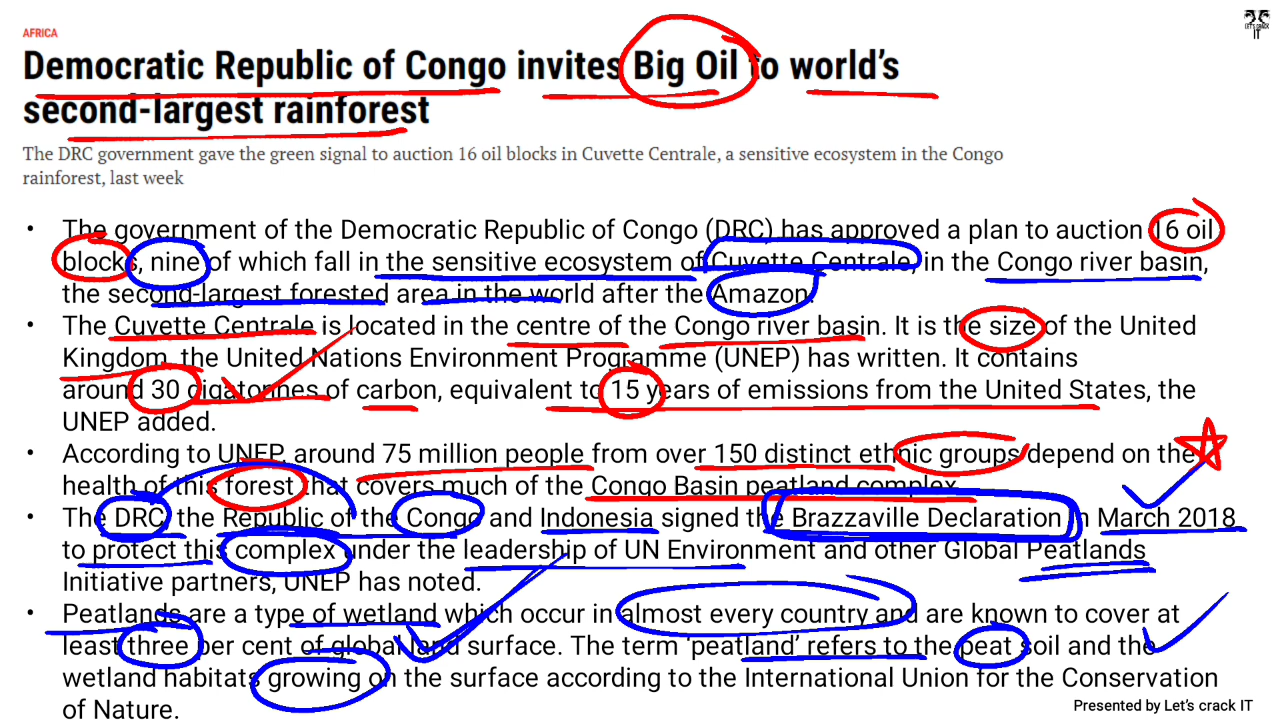 AFRICA
LET'S CRACK
IT
Democratic Republic of Congo invites Big Oil to world's
second-largest rainforest
The DRC government gave the green signal to auction 16 oil blocks in Cuvette Centrale, a sensitive ecosystem in the Congo
rainforest, last week
• The government of the Democratic Republic of Congo (DRC) has approved a plan to auction 16 oil
blocks, nine of which fall in the sensitive ecosystem of Cuvette Centrale, in the Congo river basin,
the second-largest forested area in the world after the Amazon.
• The Cuvette Centrale is located in the centre of the Congo river basin. It is the size of the United
Kingdom, the United Nations Environment Programme (UNEP) has written. It contains
around 30 gigatonnes of carbon, equivalent to 15 years of emissions from the United States, the
UNEP added.
• According to UNEP, around 75 million people from over 150 distinct ethnic groups depend on the
health of this forest that covers much of the Congo Basin peatland complex.
• The DRC, the Republic of the Congo and Indonesia signed the Brazzaville Declaration in March 2018
to protect this complex under the leadership of UN Environment and other Global Peatlands
Initiative partners, UNEP has noted.
• Peatlands are a type of wetland which occur in almost every country and are known to cover at
least three per cent of global land surface. The term 'peatland' refers to the peat soil and the
wetland habitats growing on the surface according to the International Union for the Conservation
of Nature.
Presented by Let's crack IT